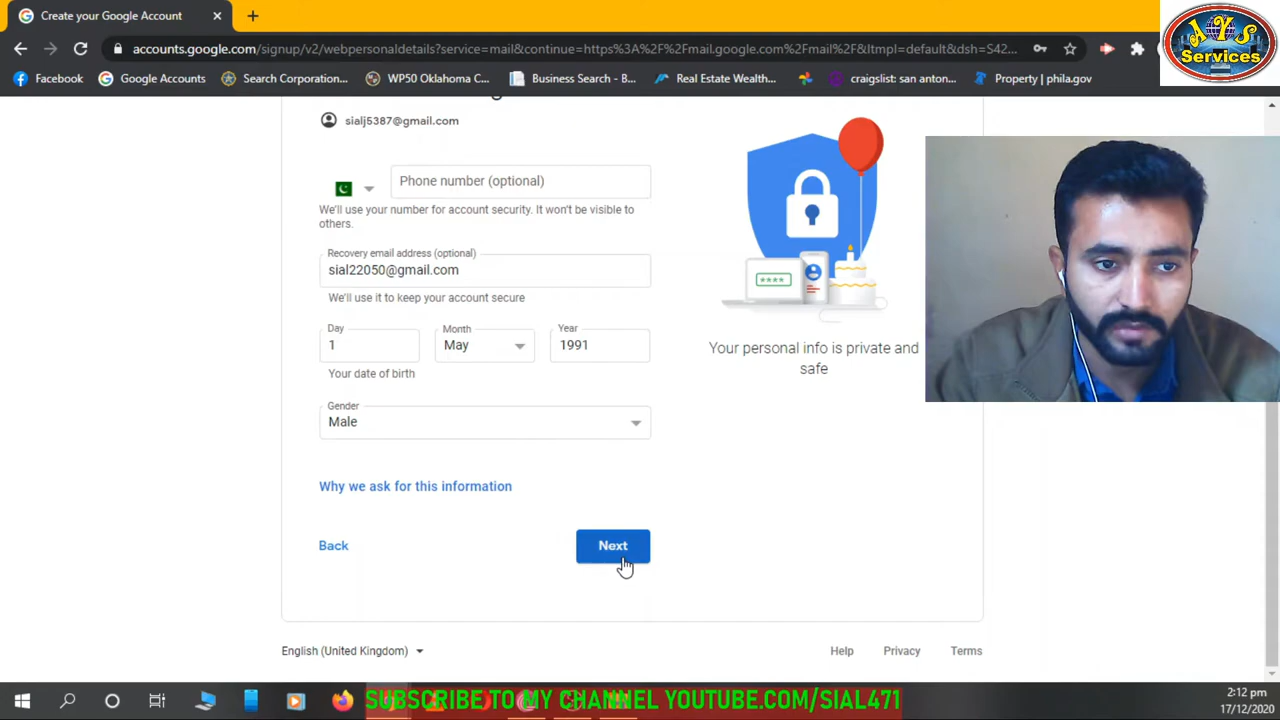 Create your Google Account
accounts.google.com/signup/v2/webpersonaldetails?service=mail&continue=https%3A%2F%2Fmail.google.com%2Fmail%2F&ltmpl=default&dsh=S42...
Facebook
Google Accounts
Search Corporation...
WP50 Oklahoma C...
Business Search - B...
Real Estate Wealth...
craigslist: san anton...
Property | phila.gov
AYS
Services
sialj5387@gmail.com
Phone number (optional)
We'll use your number for account security. It won't be visible to
others.
Recovery email address (optional)
sial22050@gmail.com
We'll use it to keep your account secure
Day
Month
Year
1
May
1991
Your date of birth
Gender
Male
Why we ask for this information
Back
Next
****
Your personal info is private and
safe
English (United Kingdom)
Help
Privacy
Terms
SUBSCRIBE TO MY CHANNEL YOUTUBE.COM/SIAL471
2:12 pm
17/12/2020